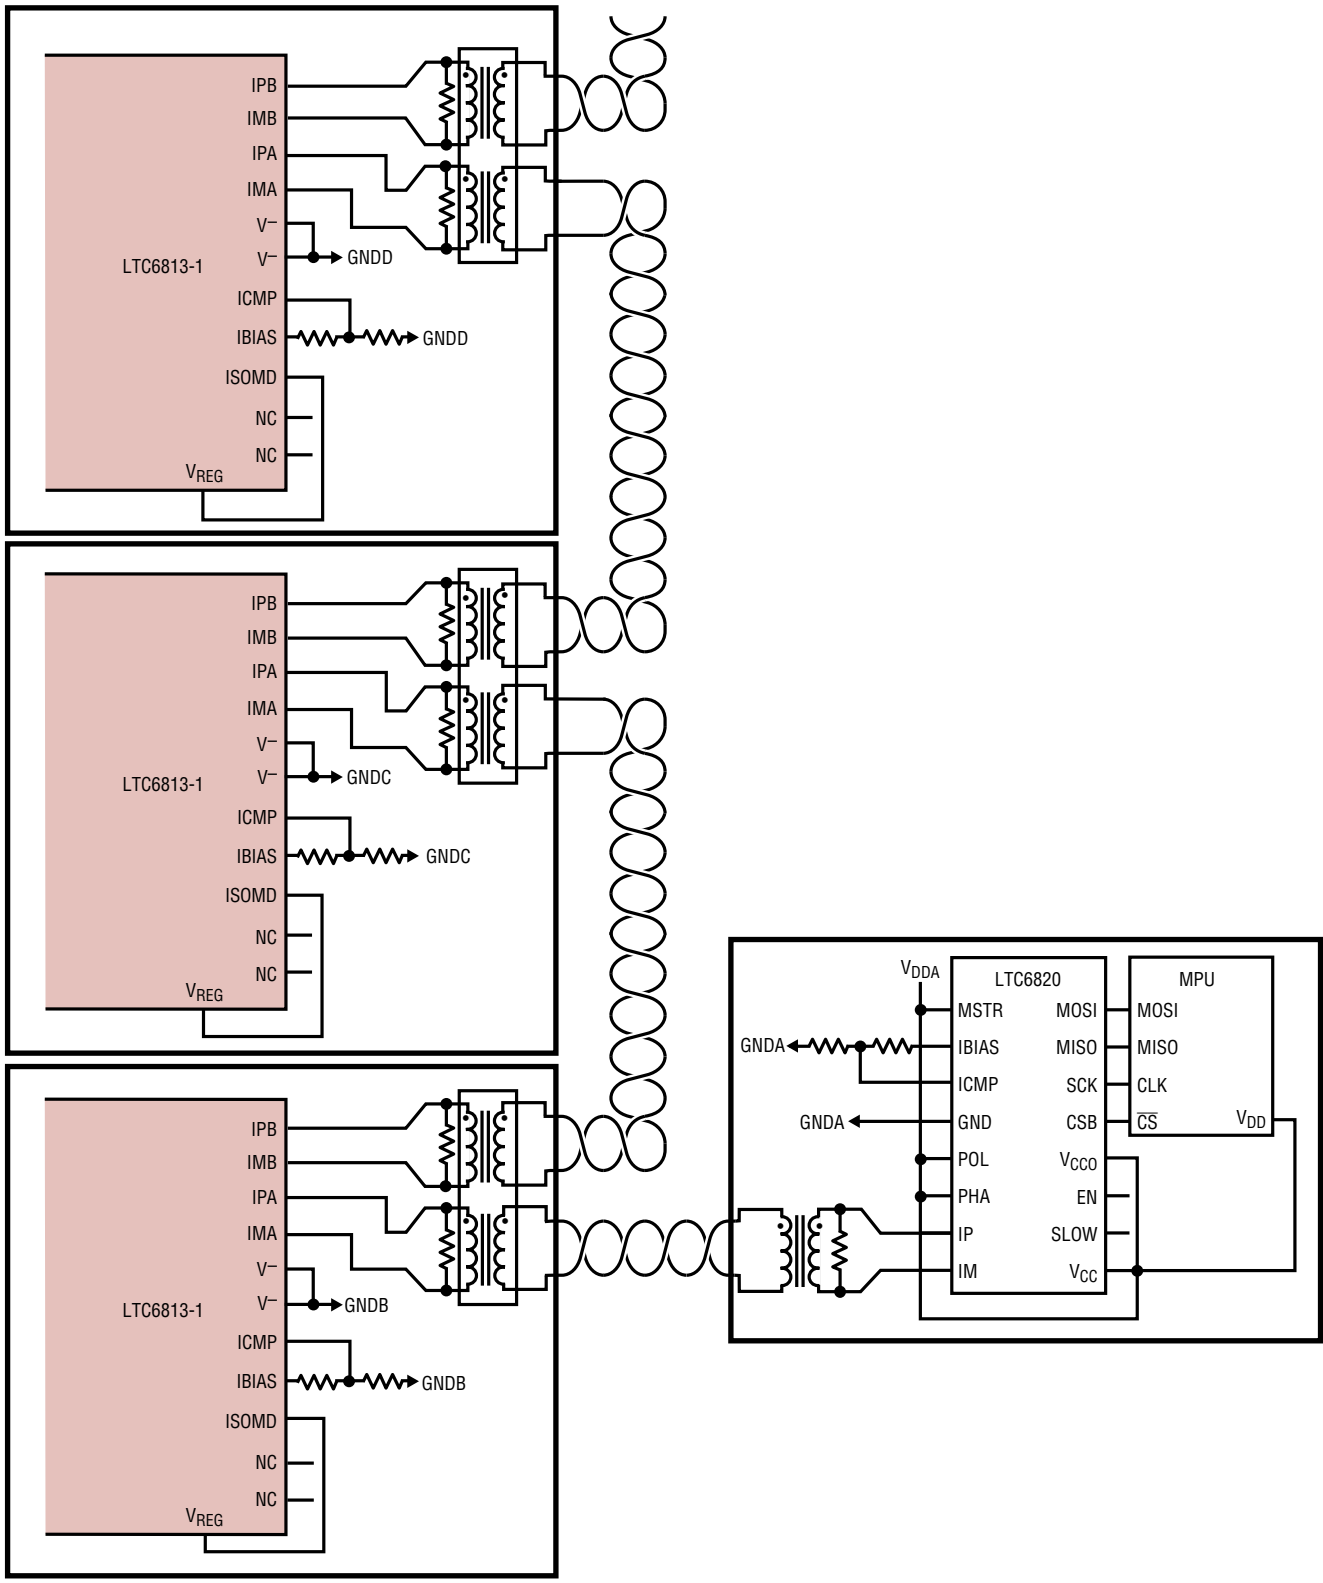 IPB
IMB
IPA
IMA
V–
V–
GNDD
LTC6813-1
ICMP
IBIAS
GNDD
ISOMD
NC
NC
VREG
IPB
IMB
IPA
IMA
V–
V–
GNDC
LTC6813-1
ICMP
IBIAS
GNDC
ISOMD
NC
NC
VREG
IPB
IMB
IPA
IMA
V–
V–
GNDB
LTC6813-1
ICMP
IBIAS
GNDB
ISOMD
NC
NC
VREG
VDDA
LTC6820
MPU
MSTR
MOSI
MOSI
GNDA
IBIAS
MISO
MISO
ICMP
SCK
CLK
GNDA
GND
CSB
CS
VDD
POL
VCCO
PHA
EN
IP
SLOW
IM
VCC